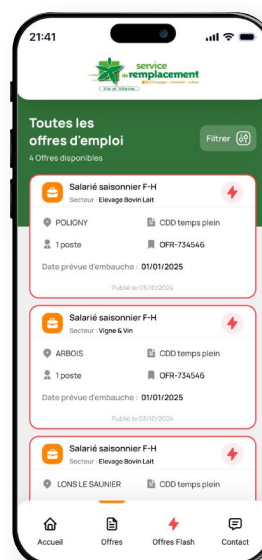 21:41
service
de remplacement
Vie et Vitalité
Toutes les
offres d'emploi
Filtrer
4 Offres disponibles
Salarié saisonnier F-H
Secteur : Elevage Bovin Lait
POLIGNY CDD temps plein
1 poste OFR-734546
Date prévue d'embauche : 01/01/2025
Publié le 03/10/2024
Salarié saisonnier F-H
Secteur : Vigne & Vin
ARBOIS CDD temps plein
1 poste OFR-734546
Date prévue d'embauche : 01/01/2025
Publié le 03/10/2024
Salarié saisonnier F-H
Secteur : Elevage Bovin Lait
LONS LE SAUNIER CDD temps plein
Accueil Offres Offres Flash Contact